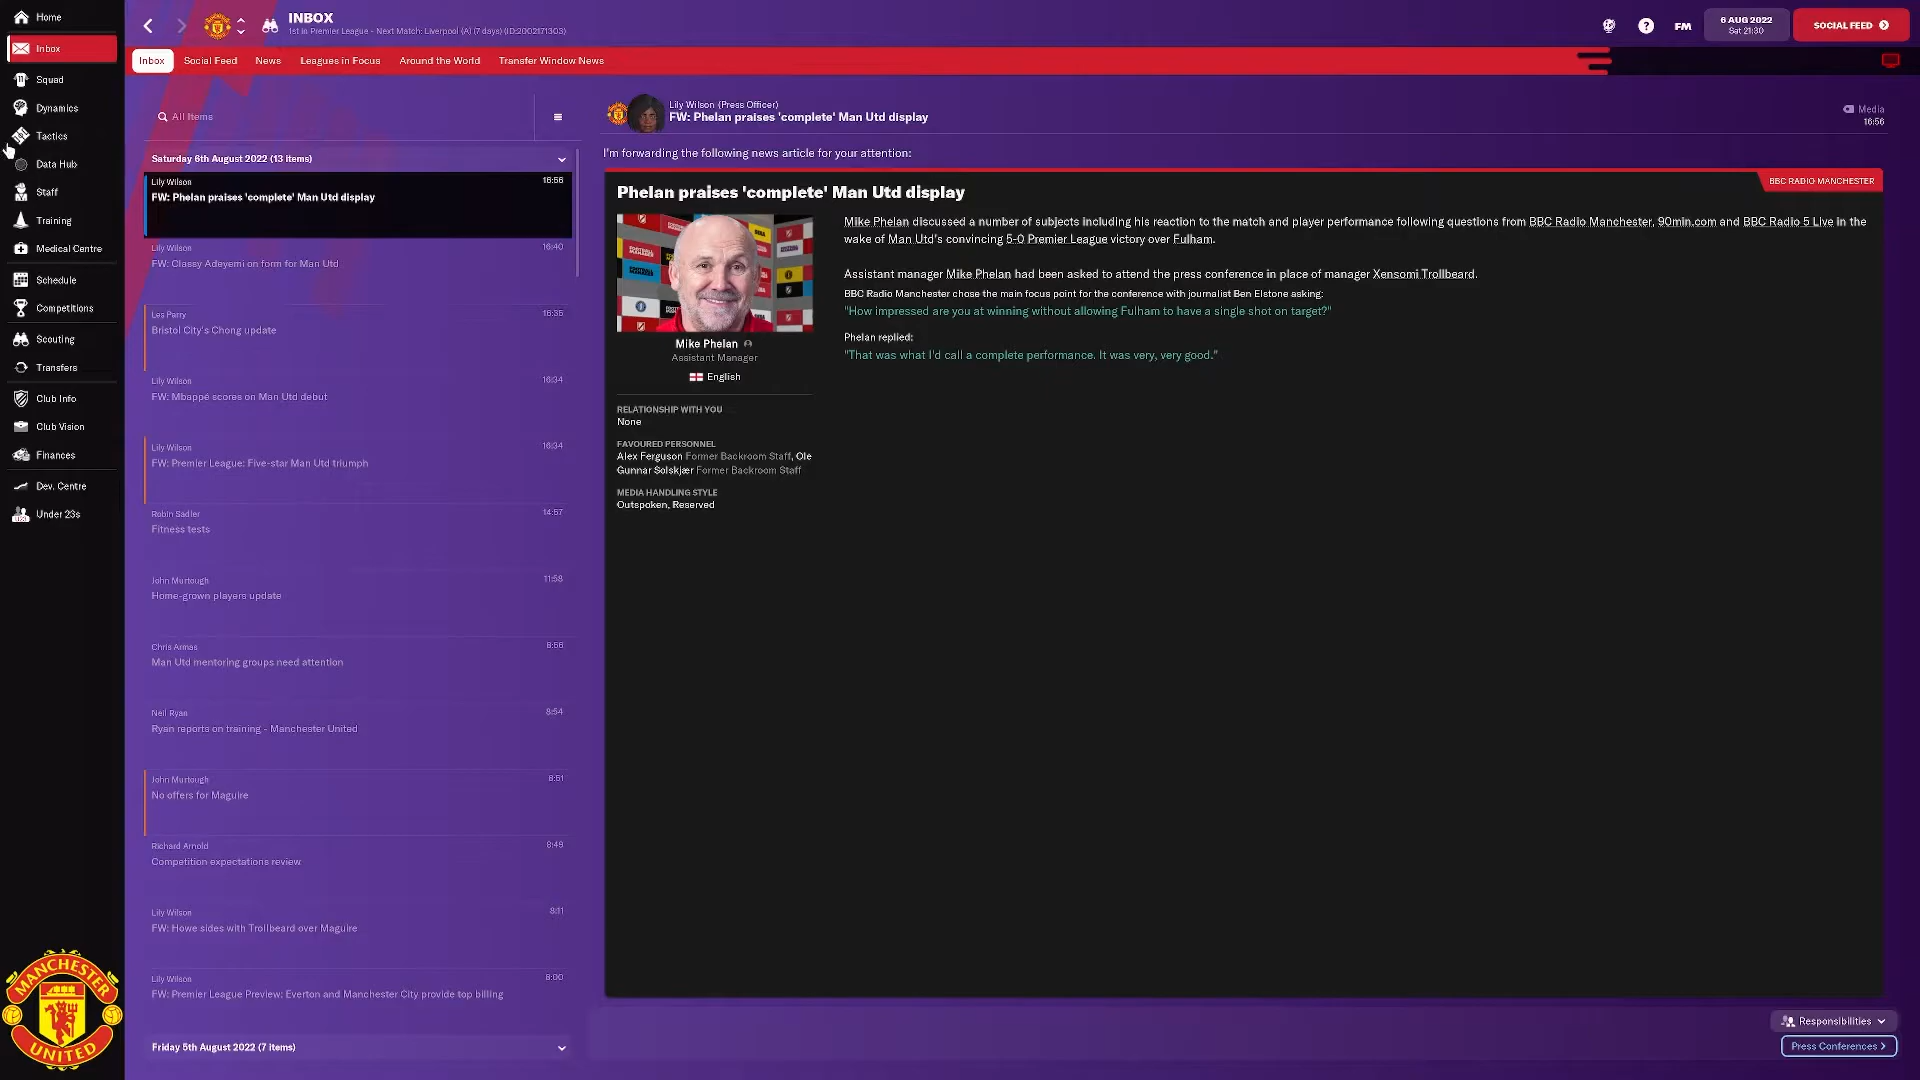 Home
Inbox
Squad
Dynamics
Tactics
Data Hub
Staff
Training
Medical Centre
Schedule
Competitions
Scouting
Transfers
Club Info
Club Vision
Finances
Dev. Centre
Under 23s
MANCHESTER
UNITED
INBOX
1st in Premier League - Next Match: Liverpool (A) (7 days) (ID:2002171303)
FM
6 AUG 2022
Sat 21:30
SOCIAL FEED
Inbox Social Feed News Leagues in Focus Around the World Transfer Window News
All Items
Saturday 6th August 2022 (13 items)
Lily Wilson 16:56
FW: Phelan praises 'complete' Man Utd display
Lily Wilson 16:40
FW: Classy Adeyemi on form for Man Utd
Les Parry 16:35
Bristol City's Chong update
Lily Wilson 16:34
FW: Mbappé scores on Man Utd debut
Lily Wilson 16:34
FW: Premier League: Five-star Man Utd triumph
Robin Sadler 14:57
Fitness tests
John Murtough 11:58
Home-grown players update
Chris Armas 8:56
Man Utd mentoring groups need attention
Neil Ryan 8:54
Ryan reports on training - Manchester United
John Murtough 8:51
No offers for Maguire
Richard Arnold 8:49
Competition expectations review
Lily Wilson 8:11
FW: Howe sides with Trollbeard over Maguire
Lily Wilson 8:00
FW: Premier League Preview: Everton and Manchester City provide top billing
Friday 5th August 2022 (7 items)
Lily Wilson (Press Officer)
FW: Phelan praises 'complete' Man Utd display
Media
16:56
I'm forwarding the following news article for your attention:
Phelan praises 'complete' Man Utd display
BBC RADIO MANCHESTER
Mike Phelan discussed a number of subjects including his reaction to the match and player performance following questions from BBC Radio Manchester, 90min.com and BBC Radio 5 Live in the
wake of Man Utd's convincing 5-0 Premier League victory over Fulham.
Assistant manager Mike Phelan had been asked to attend the press conference in place of manager Xensomi Trollbeard.
BBC Radio Manchester chose the main focus point for the conference with journalist Ben Elstone asking:
"How impressed are you at winning without allowing Fulham to have a single shot on target?"
Phelan replied:
"That was what I'd call a complete performance. It was very, very good."
Mike Phelan
Assistant Manager
English
RELATIONSHIP WITH YOU
None
FAVOURED PERSONNEL
Alex Ferguson Former Backroom Staff, Ole
Gunnar Solskjær Former Backroom Staff
MEDIA HANDLING STYLE
Outspoken, Reserved
Responsibilities
Press Conferences